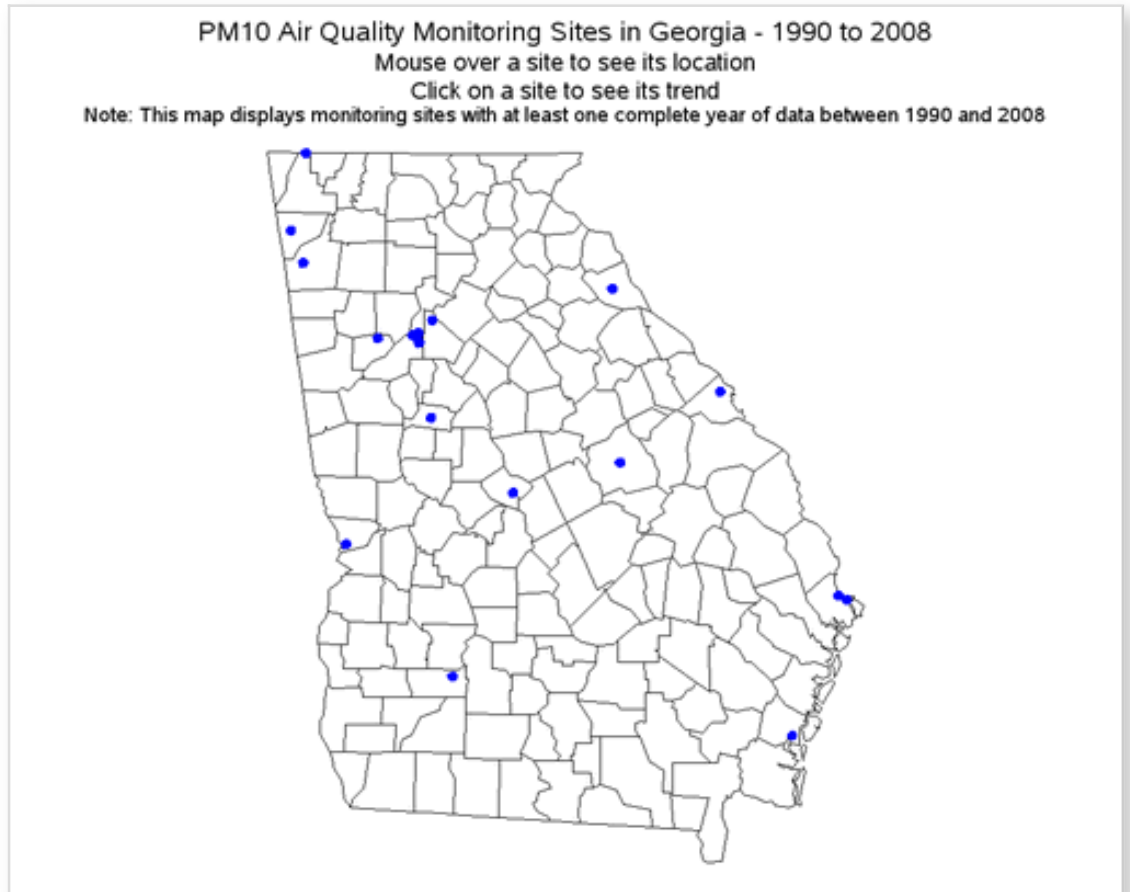 PM10 Air Quality Monitoring Sites in Georgia - 1990 to 2008
Mouse over a site to see its location
Click on a site to see its trend
Note: This map displays monitoring sites with at least one complete year of data between 1990 and 2008